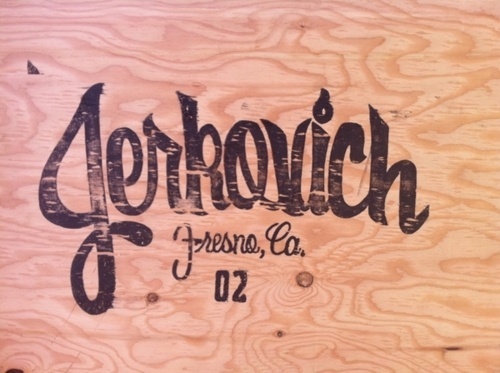 Jerkovich
Fresno, Ca.
02